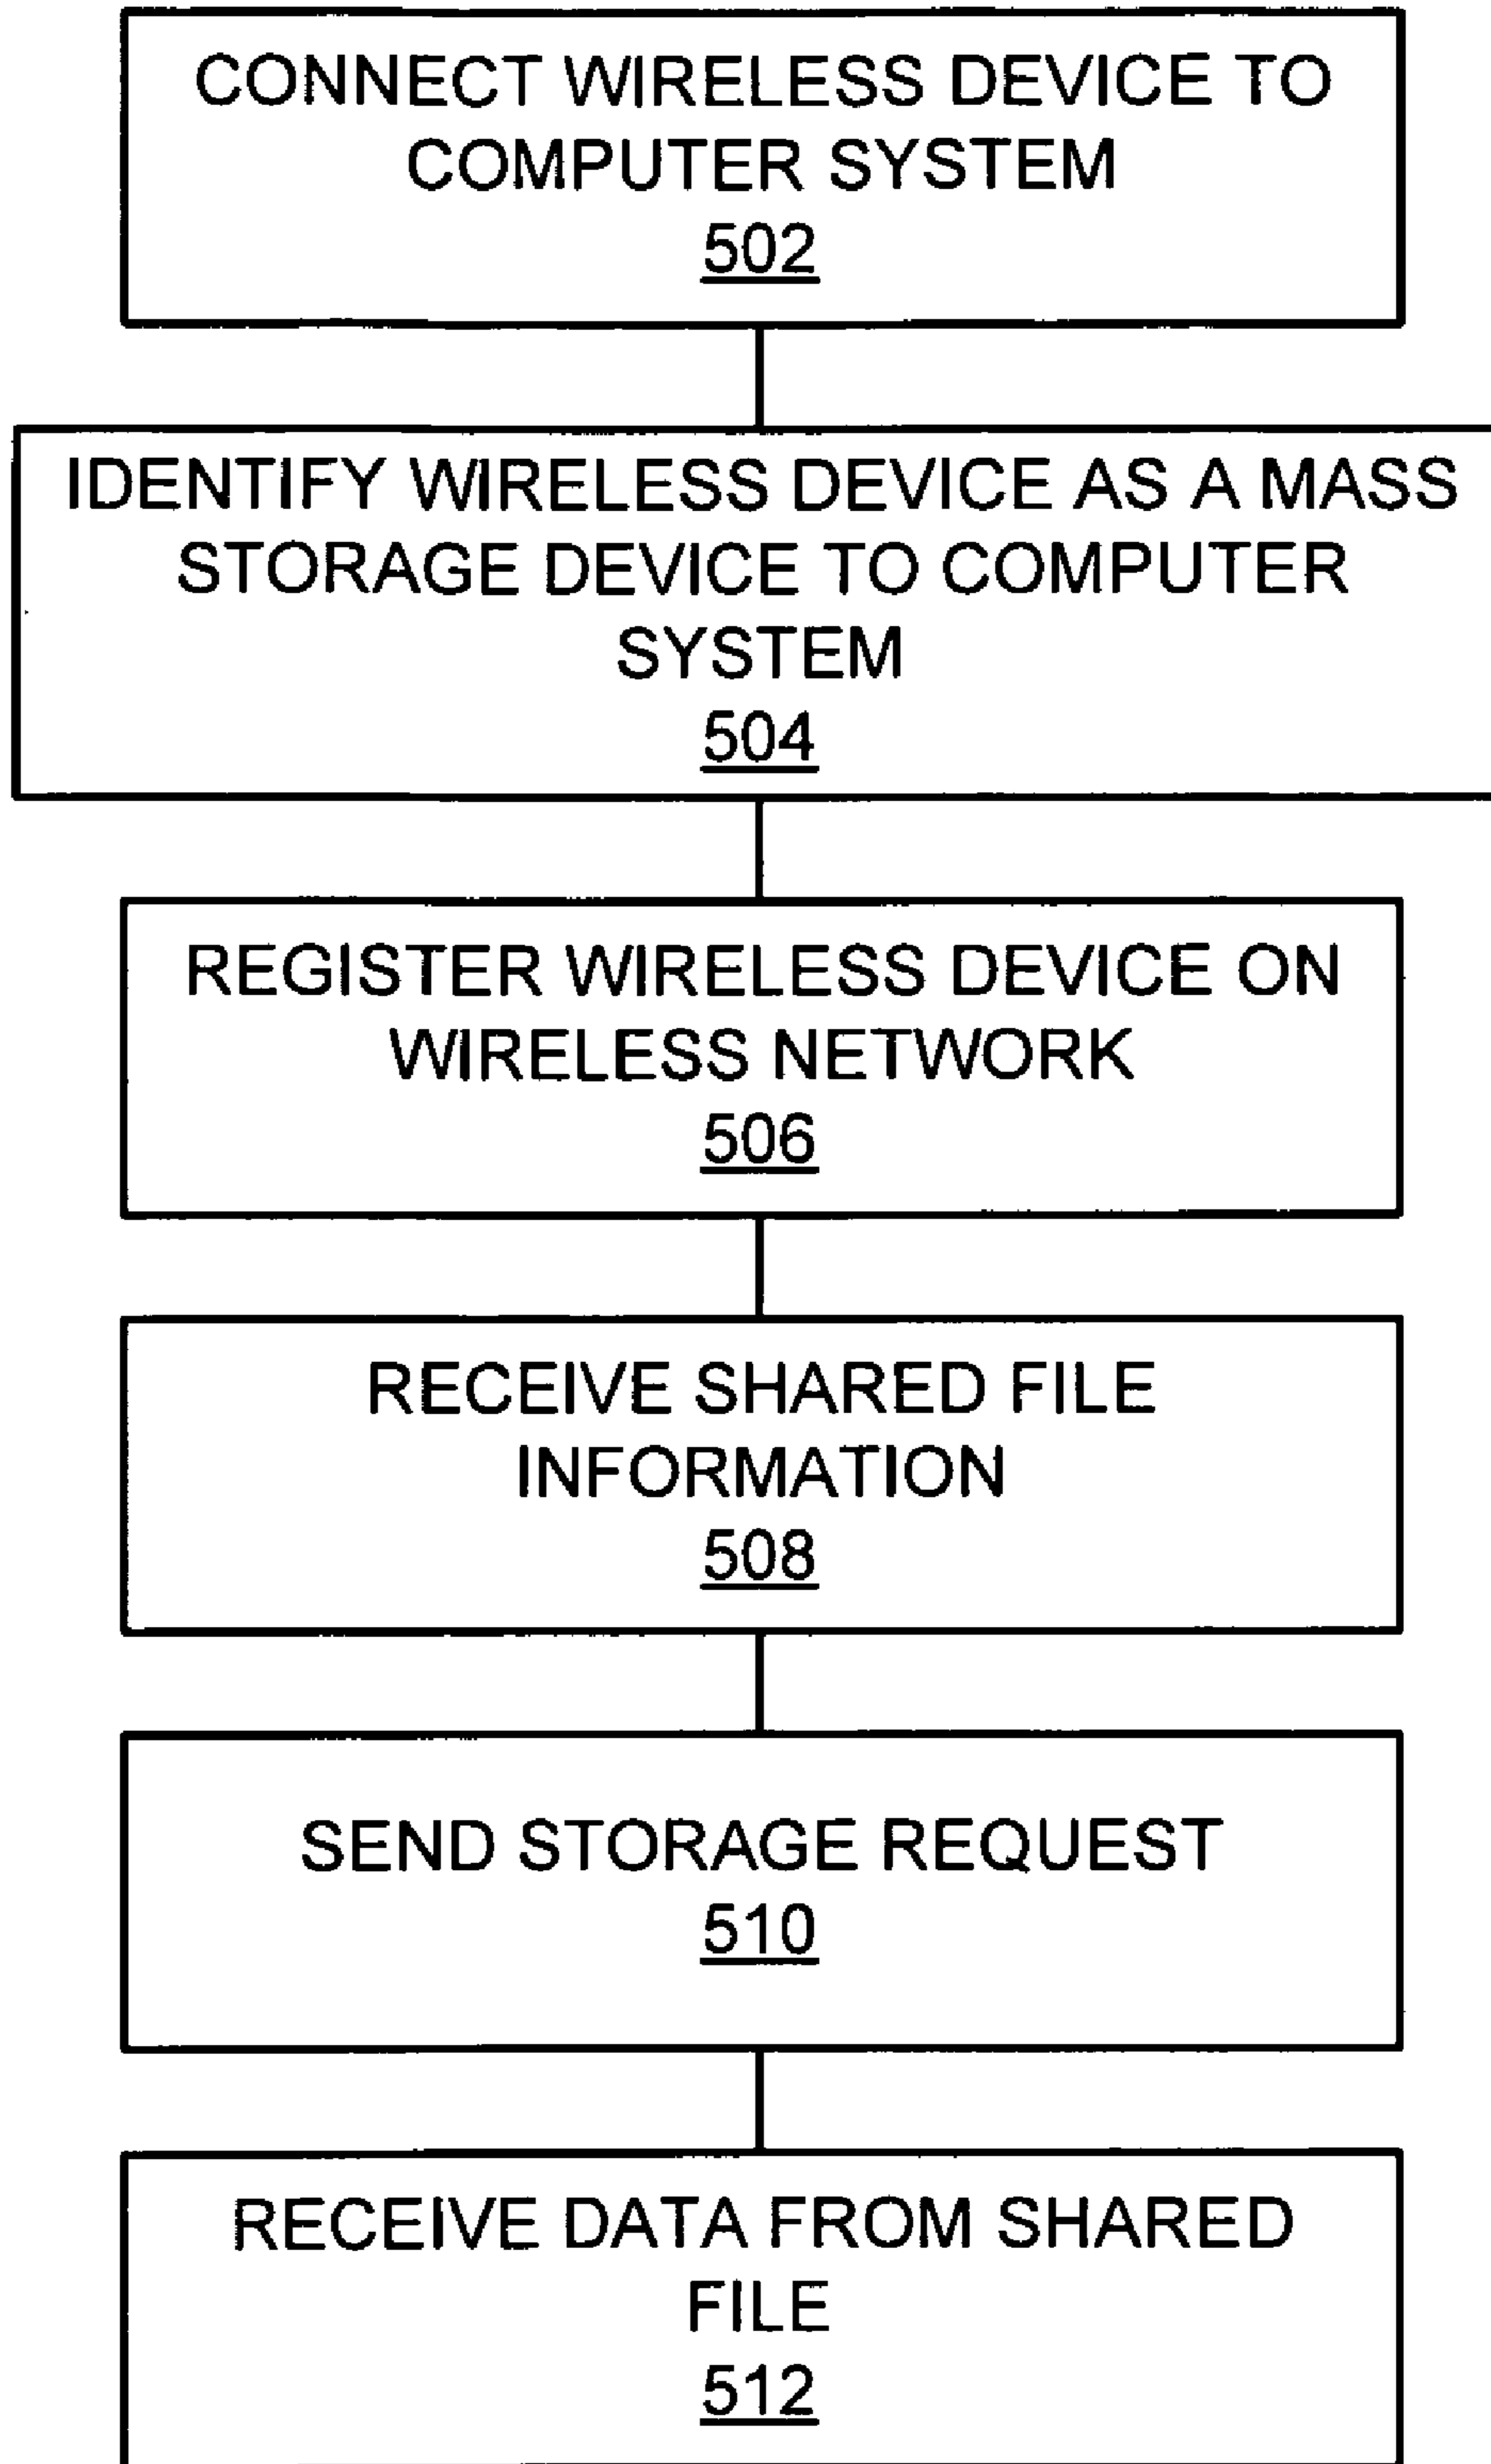 CONNECT WIRELESS DEVICE TO
COMPUTER SYSTEM
502
IDENTIFY WIRELESS DEVICE AS A MASS
STORAGE DEVICE TO COMPUTER
SYSTEM
504
REGISTER WIRELESS DEVICE ON
WIRELESS NETWORK
506
RECEIVE SHARED FILE
INFORMATION
508
SEND STORAGE REQUEST
510
RECEIVE DATA FROM SHARED
FILE
512